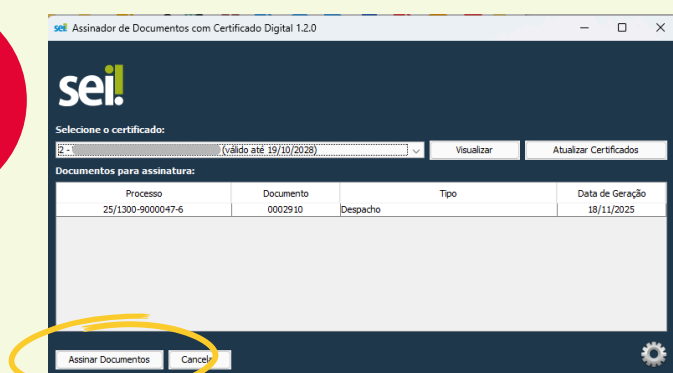 sei! Assinador de Documentos com Certificado Digital 1.2.0
sei!
Selecione o certificado:
2 - (válido até 19/10/2028) Visualizar Atualizar Certificados
Documentos para assinatura:
Processo Documento Tipo Data de Geração
25/1300-9000047-6 0002910 Despacho 18/11/2025
Assinar Documentos Cancelar